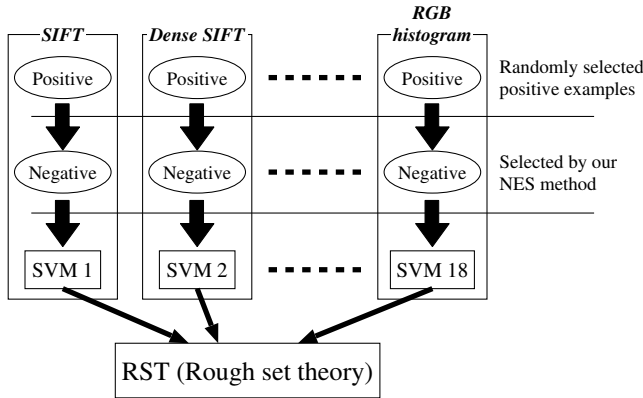 SIFT
Dense SIFT
RGB
histogram
Positive
Positive
Positive
Randomly selected
positive examples
Negative
Negative
Negative
Selected by our
NES method
SVM 1
SVM 2
SVM 18
RST (Rough set theory)